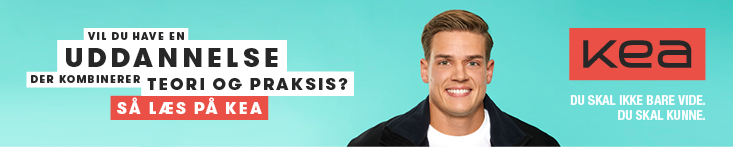 VIL DU HAVE EN
UDDANNELSE
DER KOMBINERER TEORI OG PRAKSIS?
SÅ LÆS PÅ KEA
kea
DU SKAL IKKE BARE VIDE.
DU SKAL KUNNE.